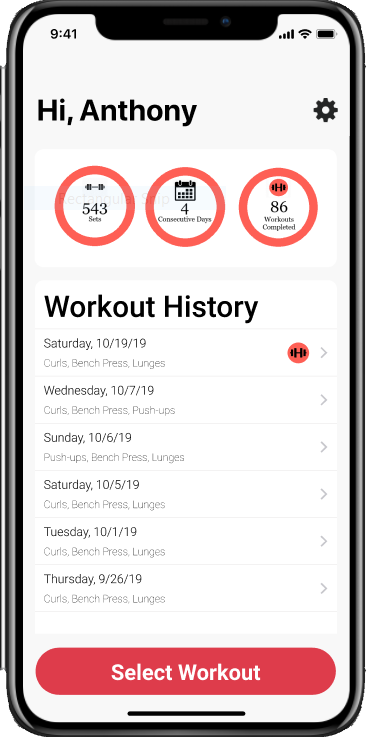 9:41
Hi, Anthony
543
Sets
4
Consecutive Days
86
Workouts
Completed
Workout History
Saturday, 10/19/19
Curls, Bench Press, Lunges
Wednesday, 10/7/19
Curls, Bench Press, Push-ups
Sunday, 10/6/19
Push-ups, Bench Press, Lunges
Saturday, 10/5/19
Curls, Bench Press, Lunges
Tuesday, 10/1/19
Curls, Bench Press, Lunges
Thursday, 9/26/19
Curls, Bench Press, Lunges
Select Workout